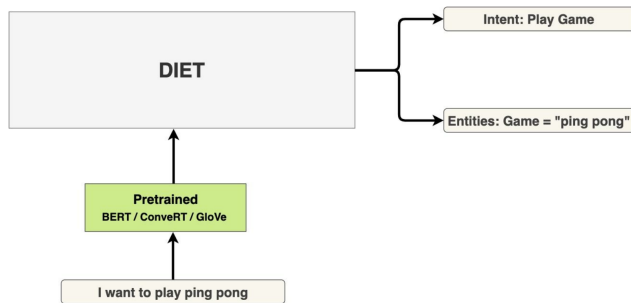 DIET
Intent: Play Game
Entities: Game = "ping pong"
Pretrained
BERT / ConveRT / GloVe
I want to play ping pong